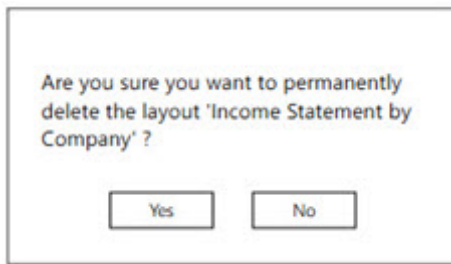 Are you sure you want to permanently
delete the layout 'Income Statement by
Company' ?
Yes No